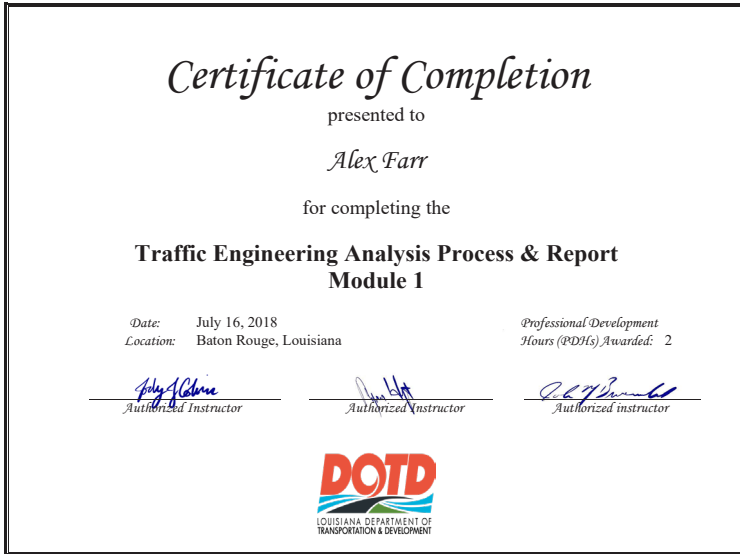 Certificate of Completion
presented to
Alex Farr
for completing the
Traffic Engineering Analysis Process & Report
Module 1
Date: July 16, 2018
Location: Baton Rouge, Louisiana
Professional Development
Hours (PDHs) Awarded: 2
Authorized Instructor
Authorized Instructor
Authorized instructor
DOTD
LOUISIANA DEPARTMENT OF
TRANSPORTATION & DEVELOPMENT